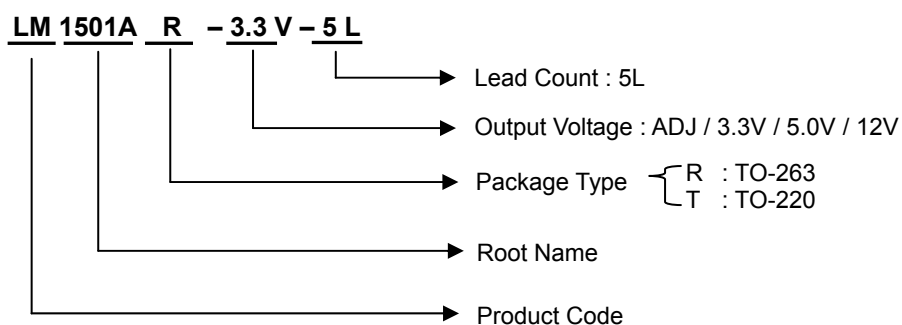 LM 1501A R – 3.3 V – 5 L
Lead Count : 5L
Output Voltage : ADJ / 3.3V / 5.0V / 12V
Package Type R : TO-263
T : TO-220
Root Name
Product Code